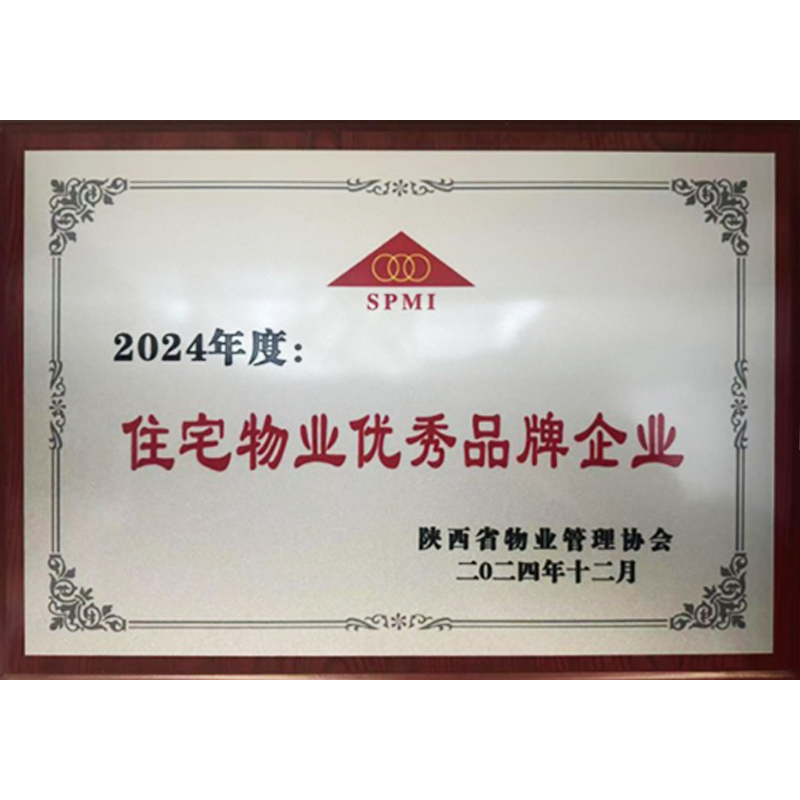 SPMI
2024年度：
住宅物业优秀品牌企业
陕西省物业管理协会
二0二四年十二月